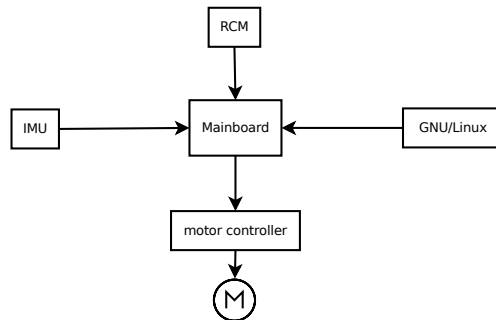 RCM
IMU
Mainboard
GNU/Linux
motor controller
M